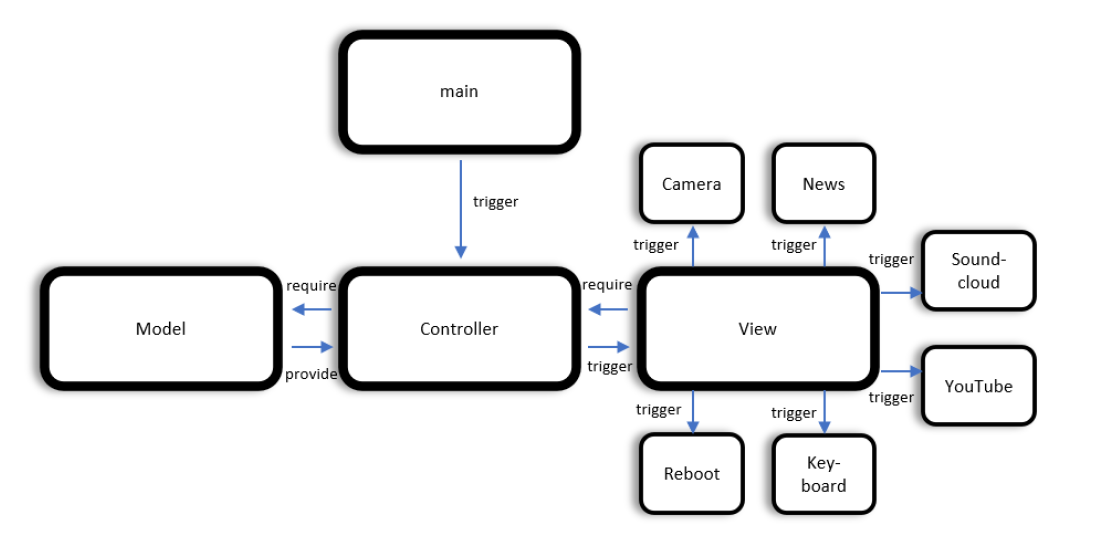 main
trigger
Camera
News
trigger
trigger
trigger
Sound-
cloud
require
require
Model
Controller
View
provide
trigger
trigger
YouTube
trigger
trigger
Reboot
Key-
board